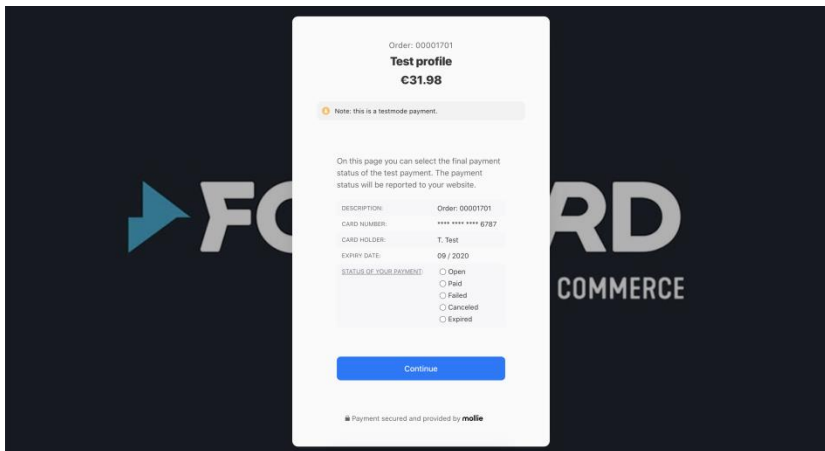 Order: 00001701
Test profile
€31.98
Note: this is a testmode payment.
On this page you can select the final payment
status of the test payment. The payment
status will be reported to your website.
DESCRIPTION: Order: 00001701
CARD NUMBER: **** **** **** 6787
CARD HOLDER: T. Test
EXPIRY DATE: 09 / 2020
STATUS OF YOUR PAYMENT: Open
Paid
Failed
Canceled
Expired
Continue
Payment secured and provided by mollie
COMMERCE